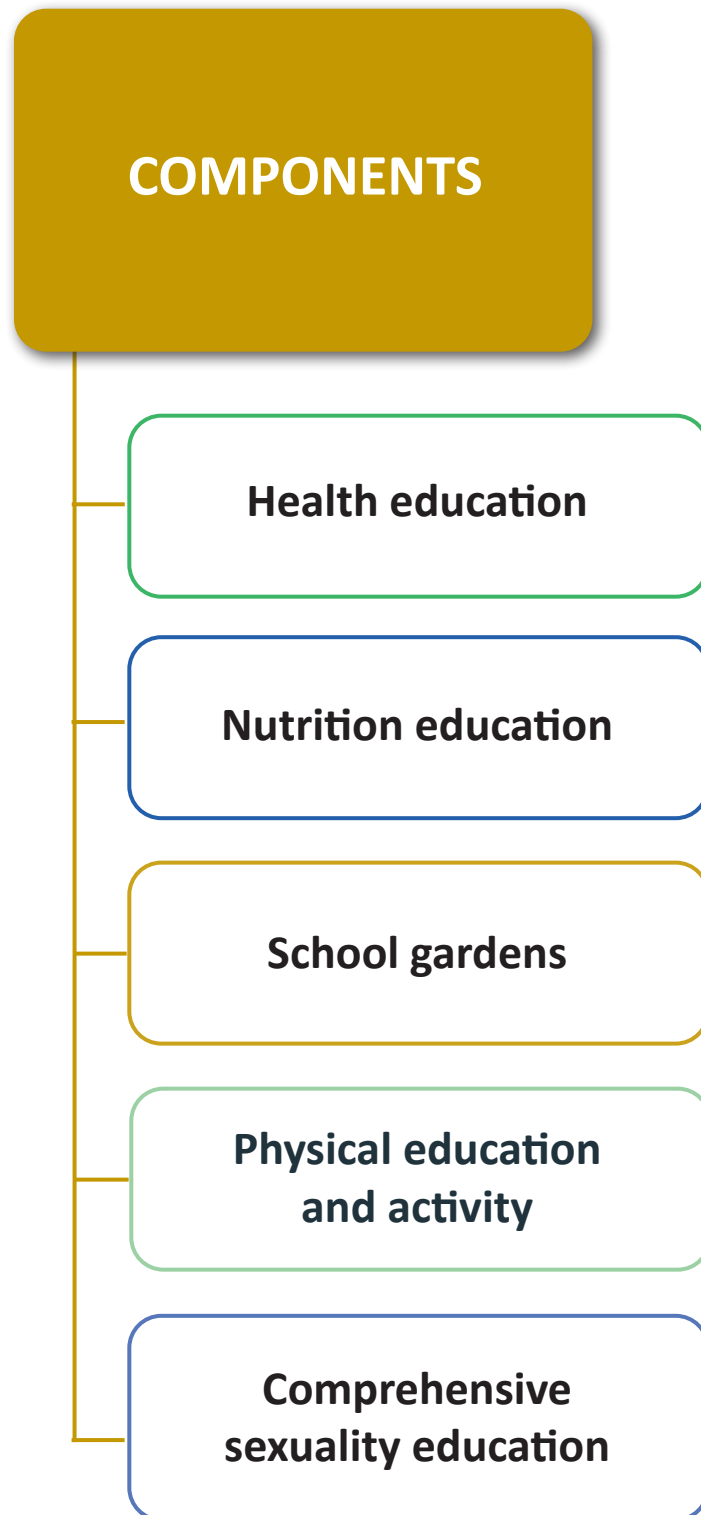 COMPONENTS
Health education
Nutrition education
School gardens
Physical education
and activity
Comprehensive
sexuality education